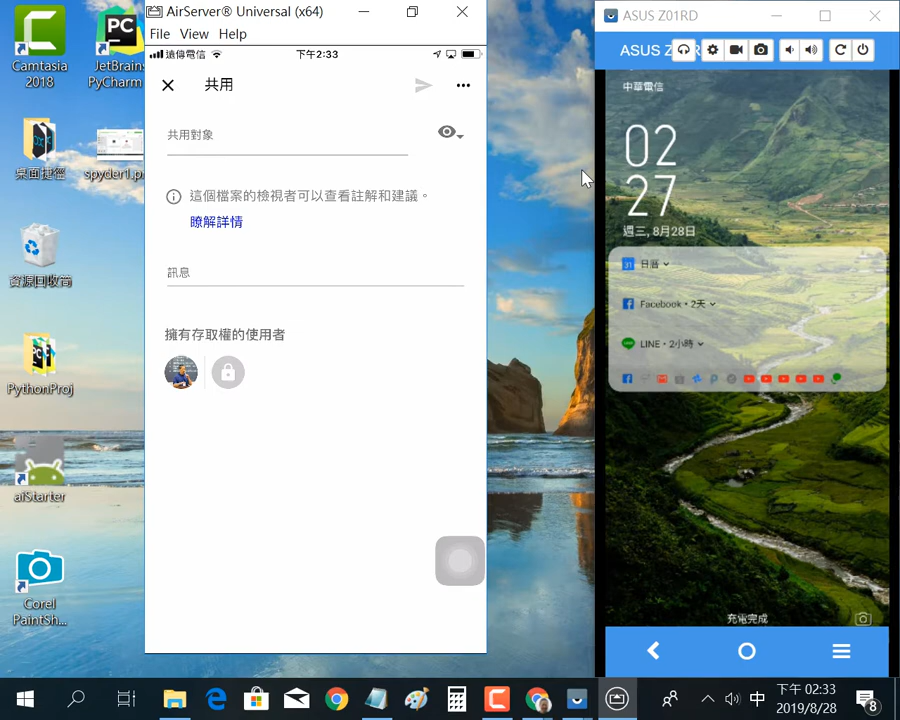 Camtasia
2018
JetBrains
PyCharm
桌面捷徑
spyder1.p
資源回收筒
PythonProj
aiStarter
Corel
PaintSh...
AirServer® Universal (x64)
File View Help
遠傳電信
下午2:33
共用
共用對象
這個檔案的檢視者可以查看註解和建議。
瞭解詳情
訊息
擁有存取權的使用者
ASUS Z01RD
ASUS Z
中華電信
02
27
週三, 8月28日
31 日曆
Facebook • 2天
LINE • 2小時
充電完成
中
下午 02:33
2019/8/28
8